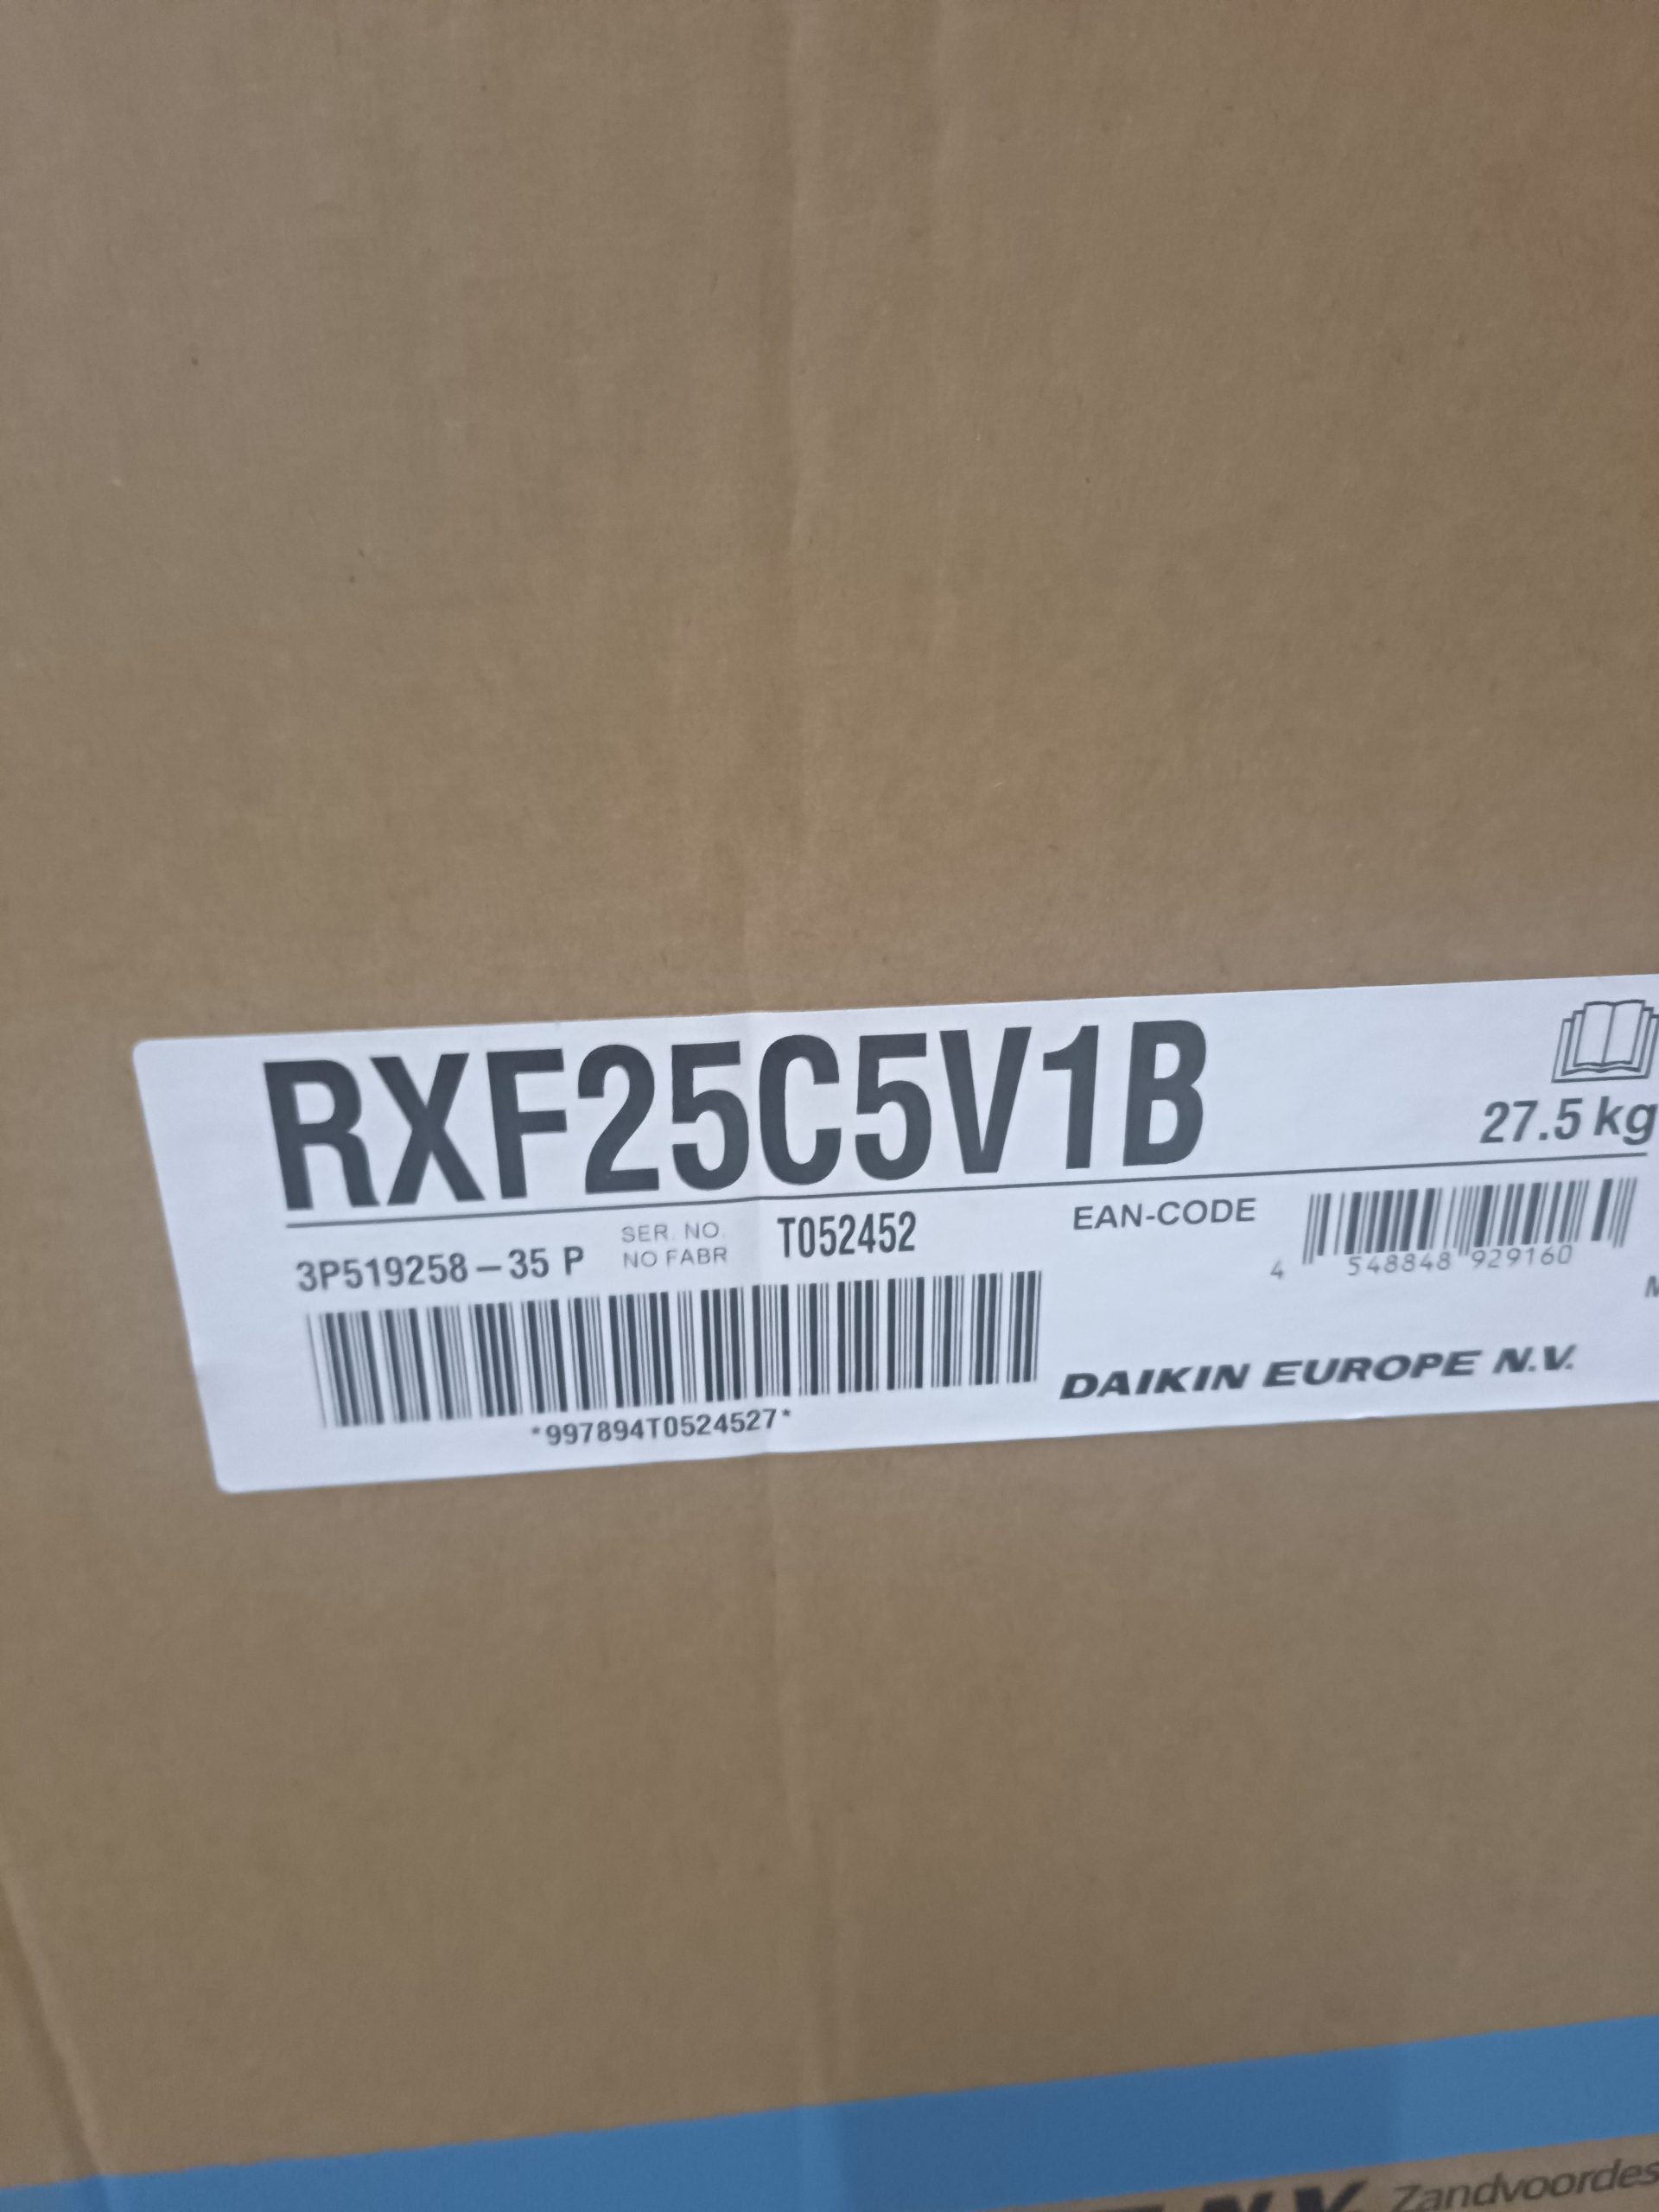 RXF25C5V1B
27.5 kg
3P519258-35 P
SER. NO.
NO FABR
T052452
EAN-CODE
4 548848 929160
*997894T0524527*
DAIKIN EUROPE N.V.
N.V. Zandvoordes